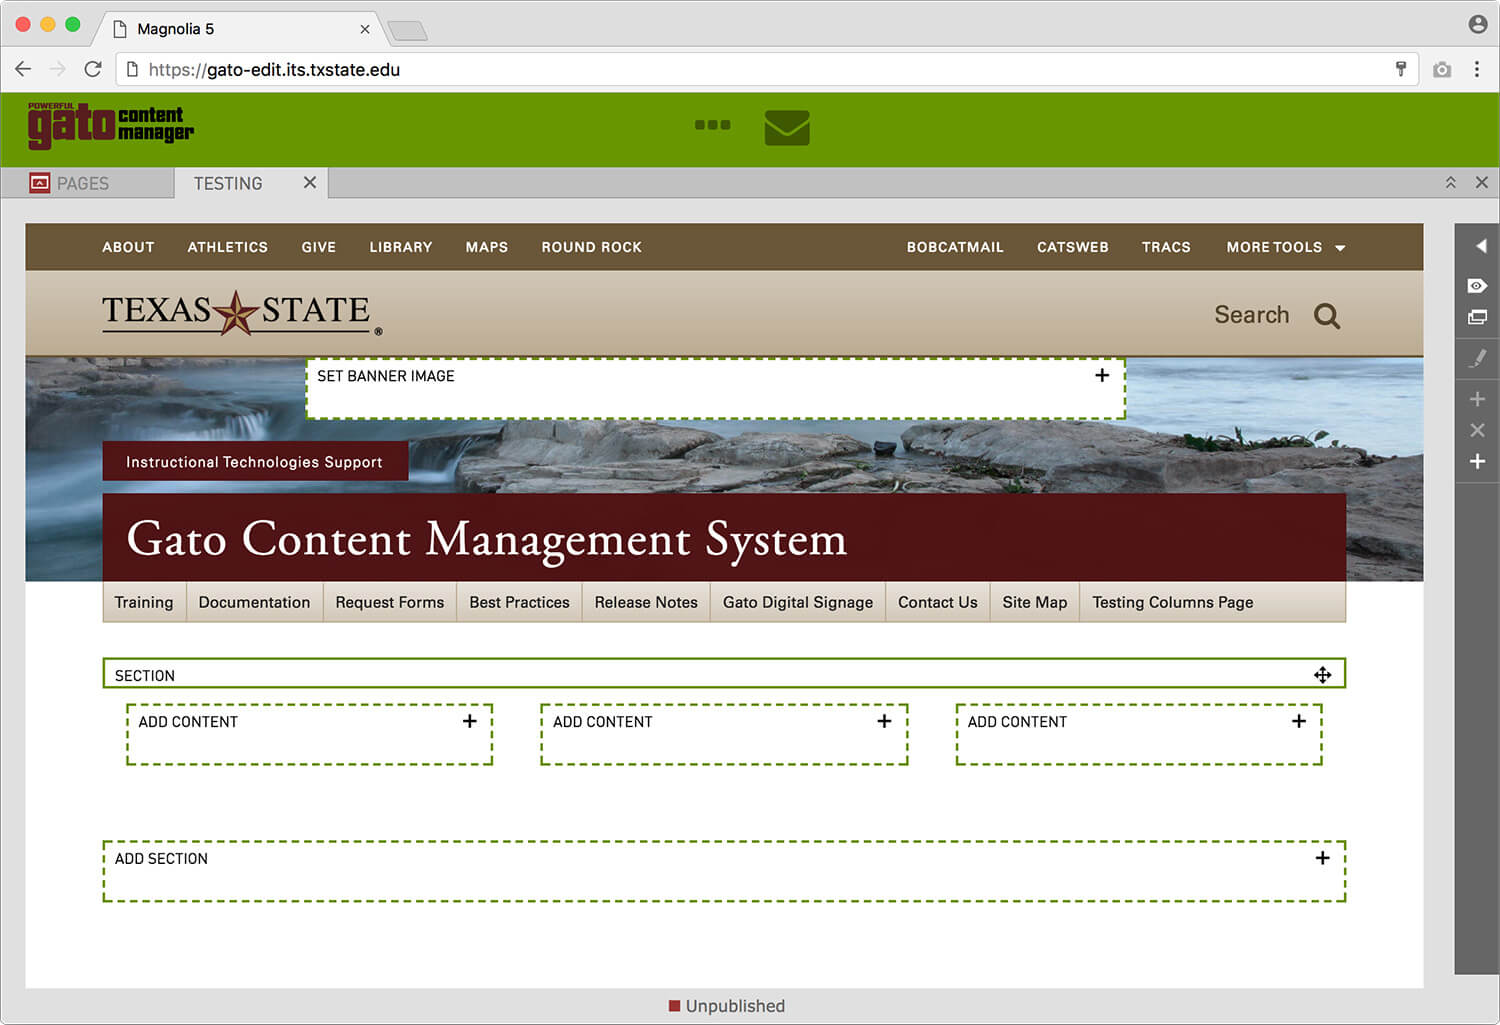 Magnolia 5
https://gato-edit.its.txstate.edu
POWERFUL
gato content manager
PAGES
TESTING
ABOUT ATHLETICS GIVE LIBRARY MAPS ROUND ROCK BOBCATMAIL CATSWEB TRACS MORE TOOLS
TEXAS STATE ®
Search
SET BANNER IMAGE
Instructional Technologies Support
Gato Content Management System
Training Documentation Request Forms Best Practices Release Notes Gato Digital Signage Contact Us Site Map Testing Columns Page
SECTION
ADD CONTENT ADD CONTENT ADD CONTENT
ADD SECTION
Unpublished